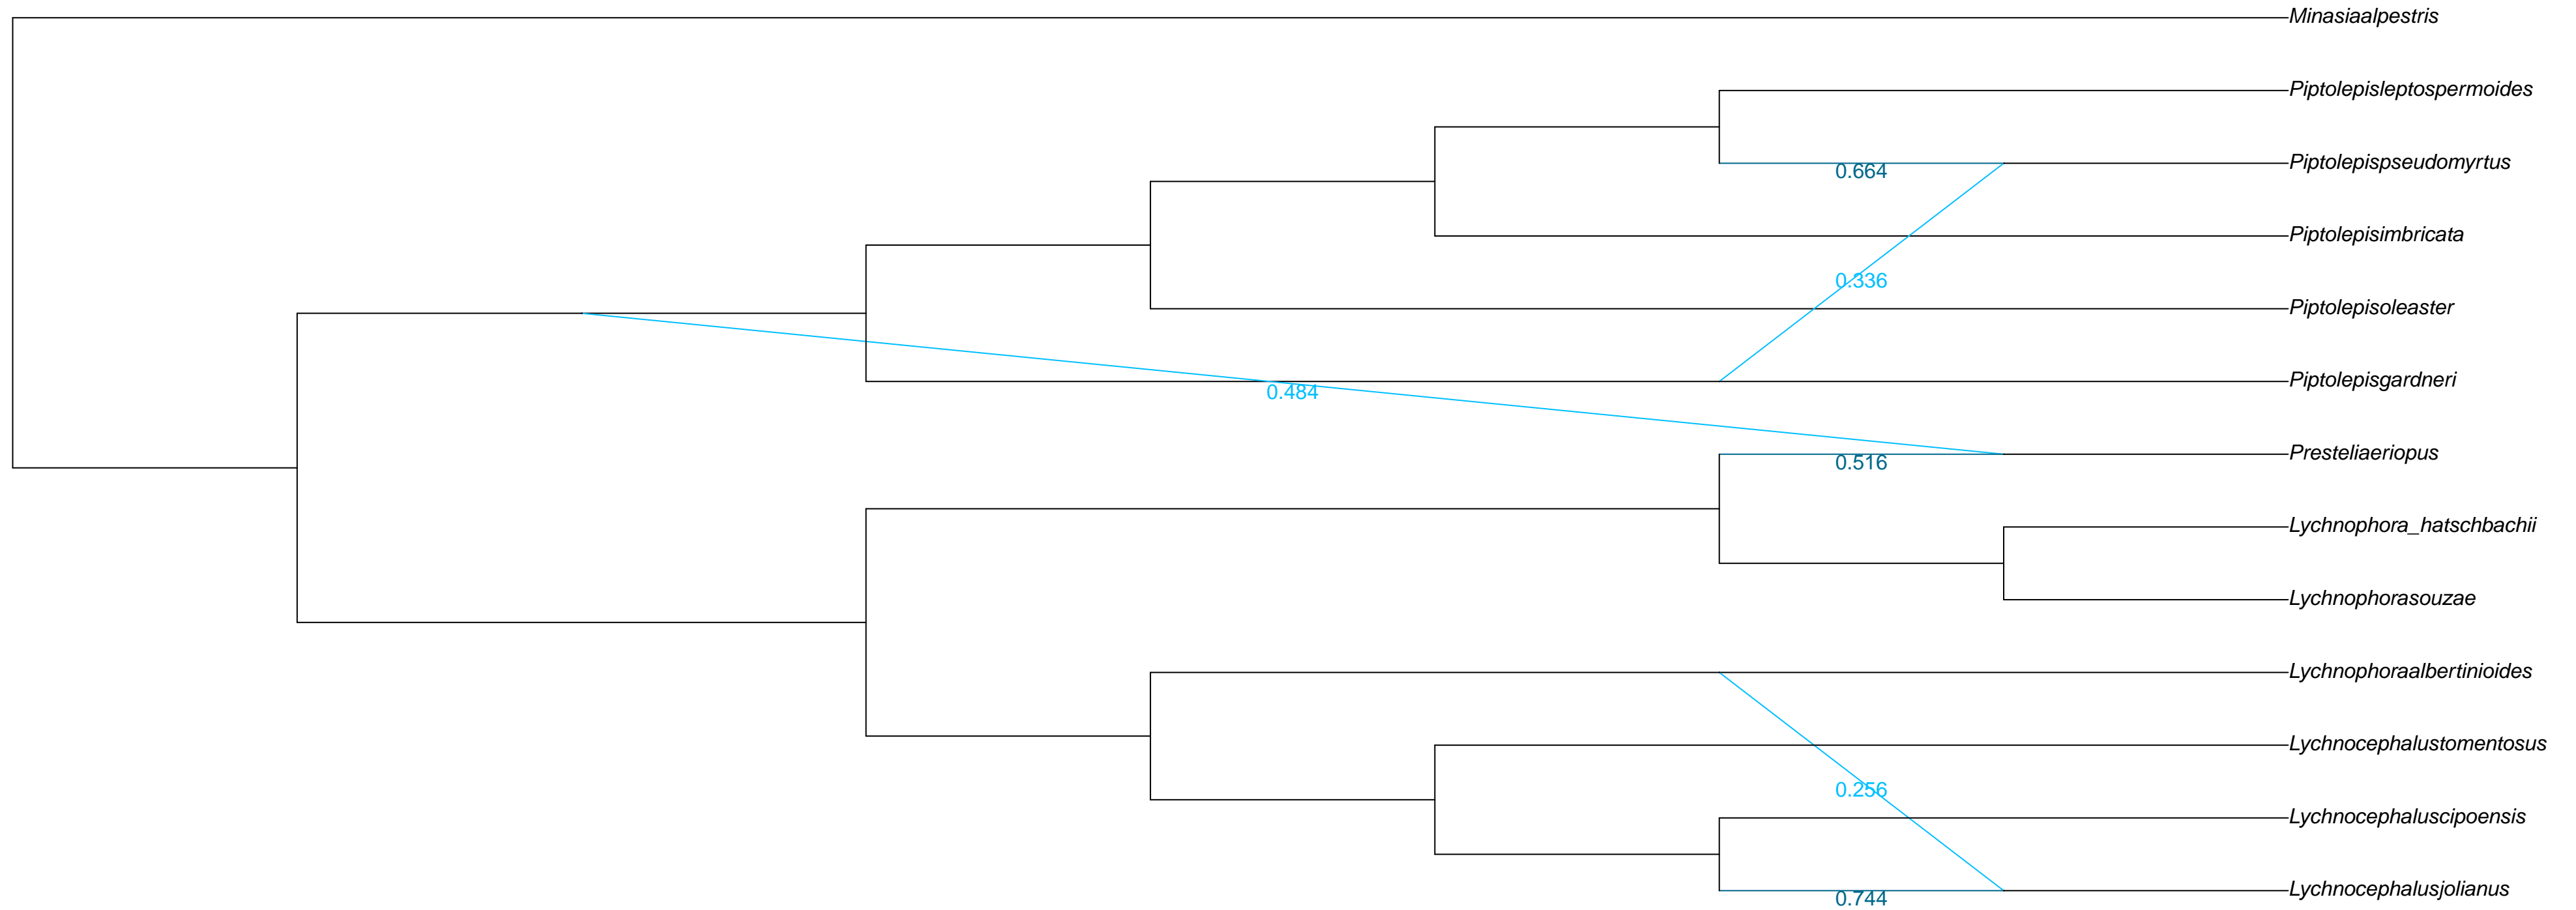 Minasiaalpestris
Piptolepisleptospermoides
Piptolepispseudomyrtus
0.664
Piptolepisimbricata
0.336
Piptolepisoleaster
Piptolepisgardneri
0.484
Presteliaeriopus
0.516
Lychnophora_hatschbachii
Lychnophorasouzae
Lychnophoraalbertinioides
Lychnocephalustomentosus
0.256
Lychnocephaluscipoensis
Lychnocephalusjolianus
0.744